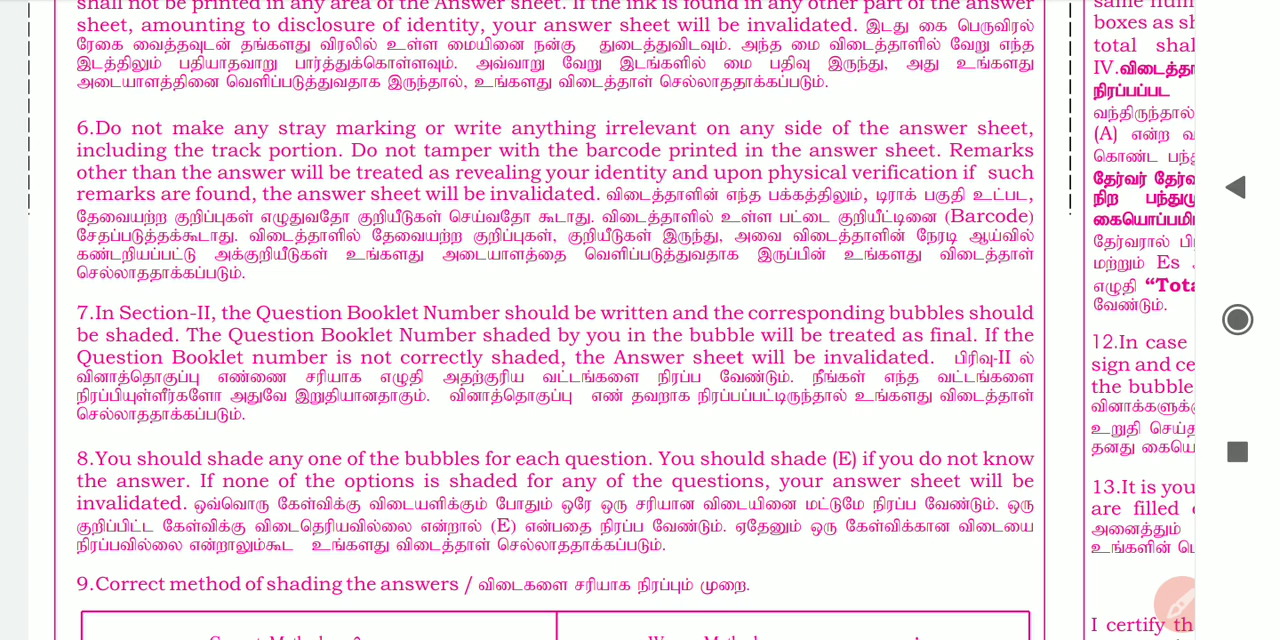 shall not be printed in any area of the Answer sheet. If the ink is found in any other part of the answer
sheet, amounting to disclosure of identity, your answer sheet will be invalidated. இடது கை பெருவிரல்
ரேகை வைத்தவுடன் தங்களது விரலில் உள்ள மையினை நன்கு துடைத்துவிடவும். அந்த மை விடைத்தாளில் வேறு எந்த
இடத்திலும் பதியாதவாறு பார்த்துக்கொள்ளவும். அவ்வாறு வேறு இடங்களில் மை பதிவு இருந்து, அது உங்களது
அடையாளத்தினை வெளிப்படுத்துவதாக இருந்தால், உங்களது விடைத்தாள் செல்லாததாக்கப்படும்.
6.Do not make any stray marking or write anything irrelevant on any side of the answer sheet,
including the track portion. Do not tamper with the barcode printed in the answer sheet. Remarks
other than the answer will be treated as revealing your identity and upon physical verification if such
remarks are found, the answer sheet will be invalidated. விடைத்தாளின் எந்த பக்கத்திலும், டிராக் பகுதி உட்பட,
தேவையற்ற குறிப்புகள் எழுதுவதோ குறியீடுகள் செய்வதோ கூடாது. விடைத்தாளில் உள்ள பட்டை குறியீட்டினை (Barcode)
சேதப்படுத்தக்கூடாது. விடைத்தாளில் தேவையற்ற குறிப்புகள், குறியீடுகள் இருந்து, அவை விடைத்தாளின் நேரடி ஆய்வில்
கண்டறியப்பட்டு அக்குறியீடுகள் உங்களது அடையாளத்தை வெளிப்படுத்துவதாக இருப்பின் உங்களது விடைத்தாள்
செல்லாததாக்கப்படும்.
7.In Section-II, the Question Booklet Number should be written and the corresponding bubbles should
be shaded. The Question Booklet Number shaded by you in the bubble will be treated as final. If the
Question Booklet number is not correctly shaded, the Answer sheet will be invalidated. பிரிவு-II ல்
வினாத்தொகுப்பு எண்ணை சரியாக எழுதி அதற்குரிய வட்டங்களை நிரப்ப வேண்டும். நீங்கள் எந்த வட்டங்களை
நிரப்பியுள்ளீர்களோ அதுவே இறுதியானதாகும். வினாத்தொகுப்பு எண் தவறாக நிரப்பப்பட்டிருந்தால் உங்களது விடைத்தாள்
செல்லாததாக்கப்படும்.
8.You should shade any one of the bubbles for each question. You should shade (E) if you do not know
the answer. If none of the options is shaded for any of the questions, your answer sheet will be
invalidated. ஒவ்வொரு கேள்விக்கு விடையளிக்கும் போதும் ஒரே ஒரு சரியான விடையினை மட்டுமே நிரப்ப வேண்டும். ஒரு
குறிப்பிட்ட கேள்விக்கு விடைதெரியவில்லை என்றால் (E) என்பதை நிரப்ப வேண்டும். ஏதேனும் ஒரு கேள்விக்கான விடையை
நிரப்பவில்லை என்றாலும்கூட உங்களது விடைத்தாள் செல்லாததாக்கப்படும்.
9.Correct method of shading the answers / விடைகளை சரியாக நிரப்பும் முறை.
same num
boxes as sh
total shal
IV.விடைத்தா
நிரப்பப்பட
வந்திருந்தால்
(A) என்ற வ
கொண்ட பந்
தேர்வர் தேர்வ
நிற பந்துமு
கையொப்பமி
தேர்வரால் பி
மற்றும் Es
எழுதி "Tota
வேண்டும்.
12.In case
sign and ce
the bubble
வினாக்களுக்கு
உறுதி செய்த
தனது கையெ
13.It is you
are filled
அனைத்தும்
உங்களின் பெ
I certify th